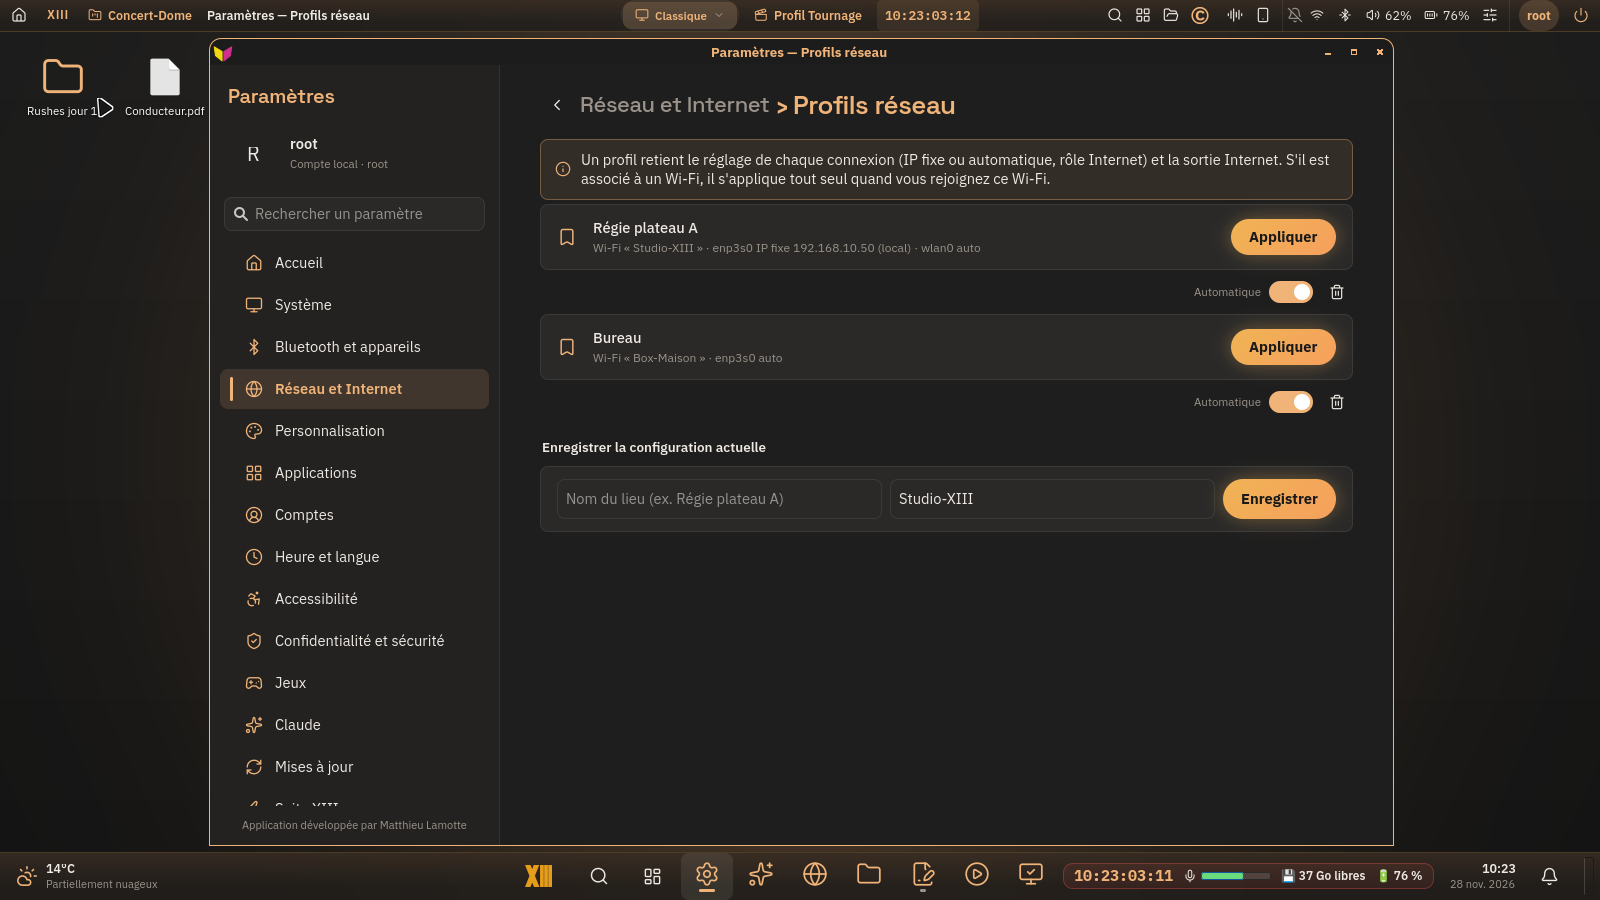 XIII Concert-Dome Paramètres — Profils réseau Classique Profil Tournage 10:23:03:12 62% 76% root
Rushes jour 1
Conducteur.pdf
Paramètres — Profils réseau
Paramètres
R
root
Compte local · root
Rechercher un paramètre
Accueil
Système
Bluetooth et appareils
Réseau et Internet
Personnalisation
Applications
Comptes
Heure et langue
Accessibilité
Confidentialité et sécurité
Jeux
Claude
Mises à jour
Suite XIII
Application développée par Matthieu Lamotte
Réseau et Internet > Profils réseau
Un profil retient le réglage de chaque connexion (IP fixe ou automatique, rôle Internet) et la sortie Internet. S'il est
associé à un Wi-Fi, il s'applique tout seul quand vous rejoignez ce Wi-Fi.
Régie plateau A
Wi-Fi « Studio-XIII » · enp3s0 IP fixe 192.168.10.50 (local) · wlan0 auto
Appliquer
Automatique
Bureau
Wi-Fi « Box-Maison » · enp3s0 auto
Appliquer
Automatique
Enregistrer la configuration actuelle
Nom du lieu (ex. Régie plateau A)
Studio-XIII
Enregistrer
14°C
Partiellement nuageux
XIII
10:23:03:11 37 Go libres 76 %
10:23
28 nov. 2026